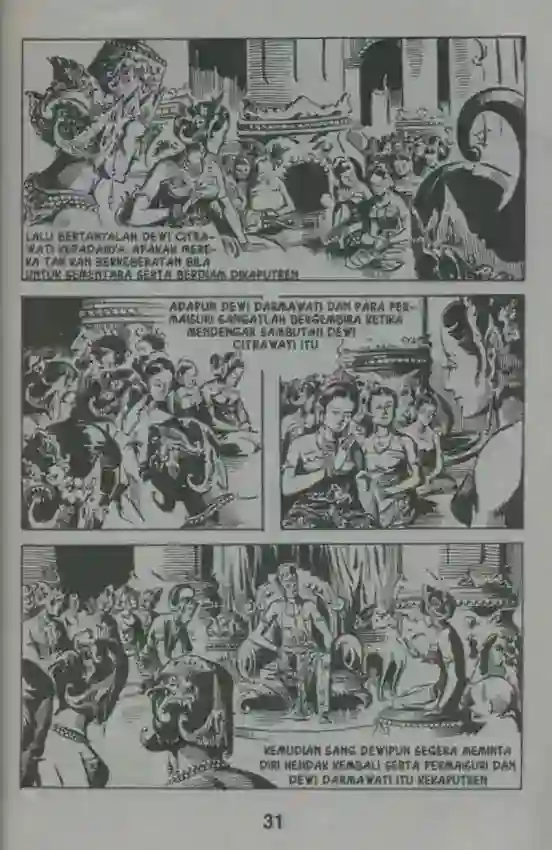 LALU BERTANYALAH DEWI CITRA-
WATI KEPADANYA. APAKAH MERE-
KA TAK KAN BERKEBERATAN BILA
UNTUK SEMENTARA SERTA BERDIAM DIKAPUTREN
ADAPUN DEWI DARMAWATI DAN PARA PER-
MAISURI SANGATLAH BERGEMBIRA KETIKA
MENDENGAR SAMBUTAN DEWI
CITRAWATI ITU
KEMUDIAN SANG DEWIPUN SEGERA MEMINTA
DIRI HENDAK KEMBALI SERTA PERMAISURI DAN
DEWI DARMAWATI ITU KEKAPUTREN
31